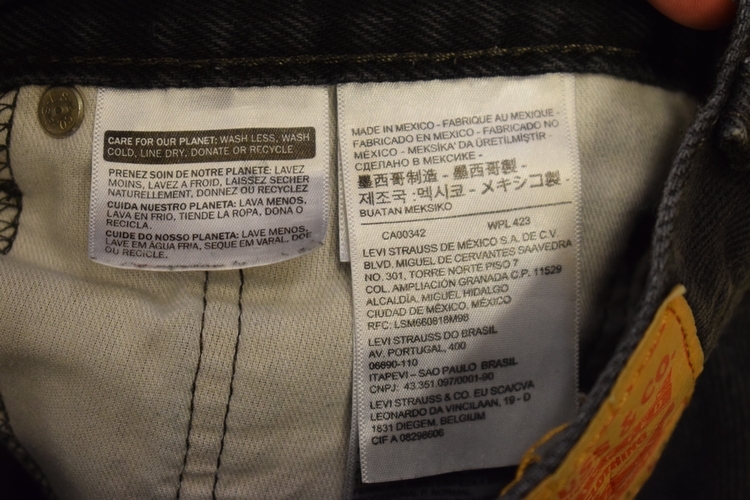 CARE FOR OUR PLANET: WASH LESS, WASH
COLD, LINE DRY, DONATE OR RECYCLE
PRENEZ SOIN DE NOTRE PLANETE: LAVEZ
MOINS, LAVEZ A FROID, LAISSEZ SECHER
NATURELLEMENT, DONNEZ OU RECYCLEZ
CUIDA NUESTRO PLANETA: LAVA MENOS,
LAVA EN FRIO, TIENDE LA ROPA, DONA O
RECICLA.
CUIDE DO NOSSO PLANETA: LAVE MENOS,
LAVE EM ÁGUA FRIA, SEQUE EM VARAL, DOE
OU RECICLE.
MADE IN MEXICO - FABRIQUE AU MEXIQUE -
FABRICADO EN MEXICO - FABRICADO NO
MÉXICO - MEKSİKA'DA ÜRETİLMİŞTİR -
СДЕЛАНО В МЕКСИКЕ -
墨西哥制造 - 墨西哥製 -
제조국 :멕시코 - メキシコ製 -
BUATAN MEKSIKO
CA00342 WPL 423
LEVI STRAUSS DE MÉXICO S.A. DE C.V.
BLVD. MIGUEL DE CERVANTES SAAVEDRA
NO. 301, TORRE NORTE PISO 7
COL. AMPLIACIÓN GRANADA C.P. 11529
ALCALDÍA, MIGUEL HIDALGO
CIUDAD DE MÉXICO, MÉXICO
RFC: LSM660818M98
LEVI STRAUSS DO BRASIL
AV. PORTUGAL, 400
06690-110
ITAPEVI – SAO PAULO BRASIL
CNPJ: 43.351.097/0001-90
LEVI STRAUSS & CO. EU SCA/CVA
LEONARDO DA VINCILAAN, 19 - D
1831 DIEGEM, BELGIUM
CIF A 08298606
& CO.